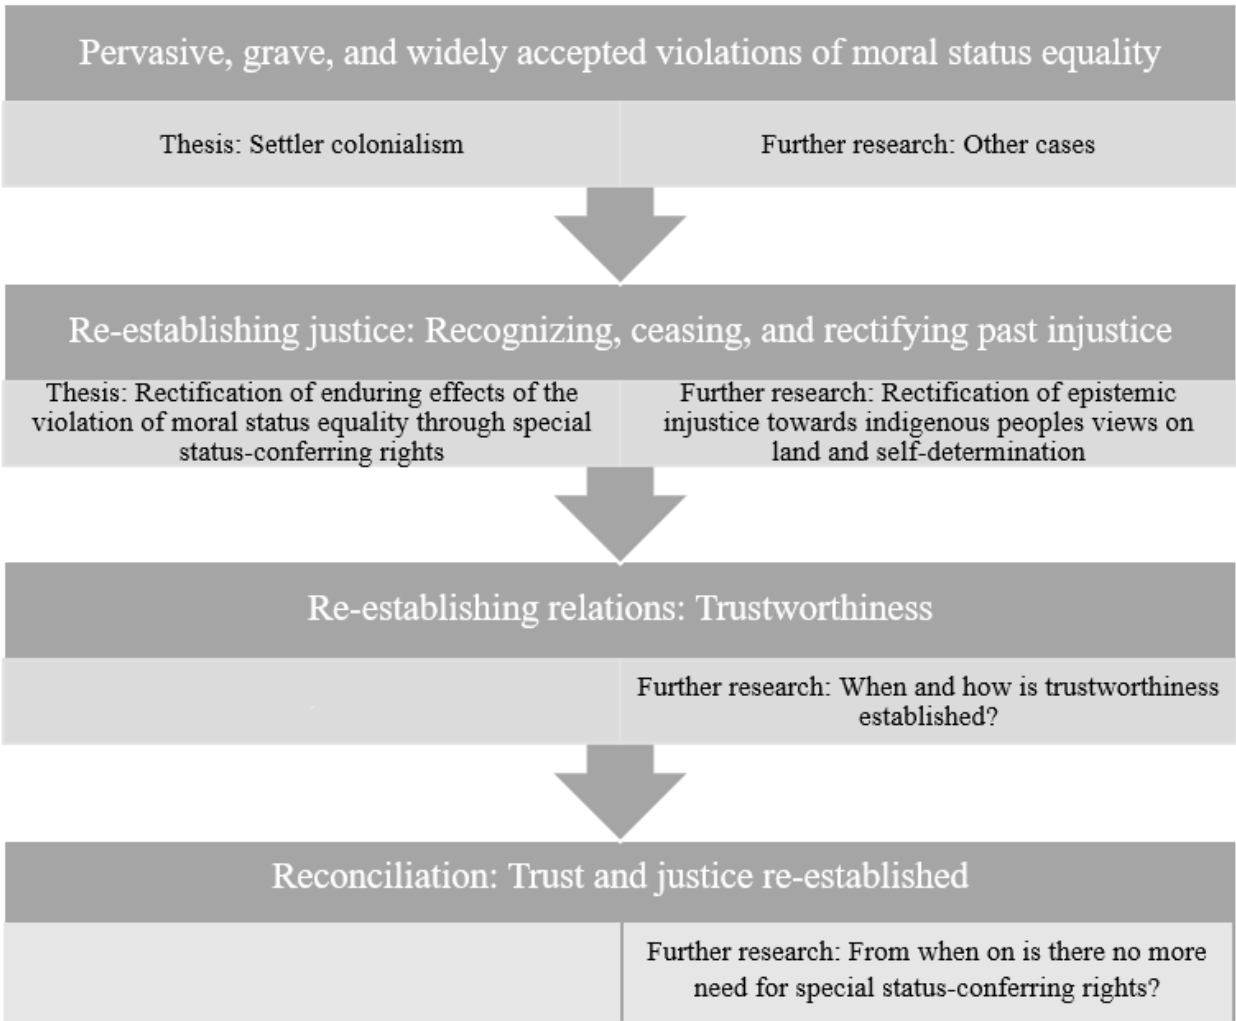 Pervasive, grave, and widely accepted violations of moral status equality
Thesis: Settler colonialism
Further research: Other cases
Re-establishing justice: Recognizing, ceasing, and rectifying past injustice
Thesis: Rectification of enduring effects of the
violation of moral status equality through special
status-conferring rights
Further research: Rectification of epistemic
injustice towards indigenous peoples views on
land and self-determination
Re-establishing relations: Trustworthiness
Further research: When and how is trustworthiness
established?
Reconciliation: Trust and justice re-established
Further research: From when on is there no more
need for special status-conferring rights?